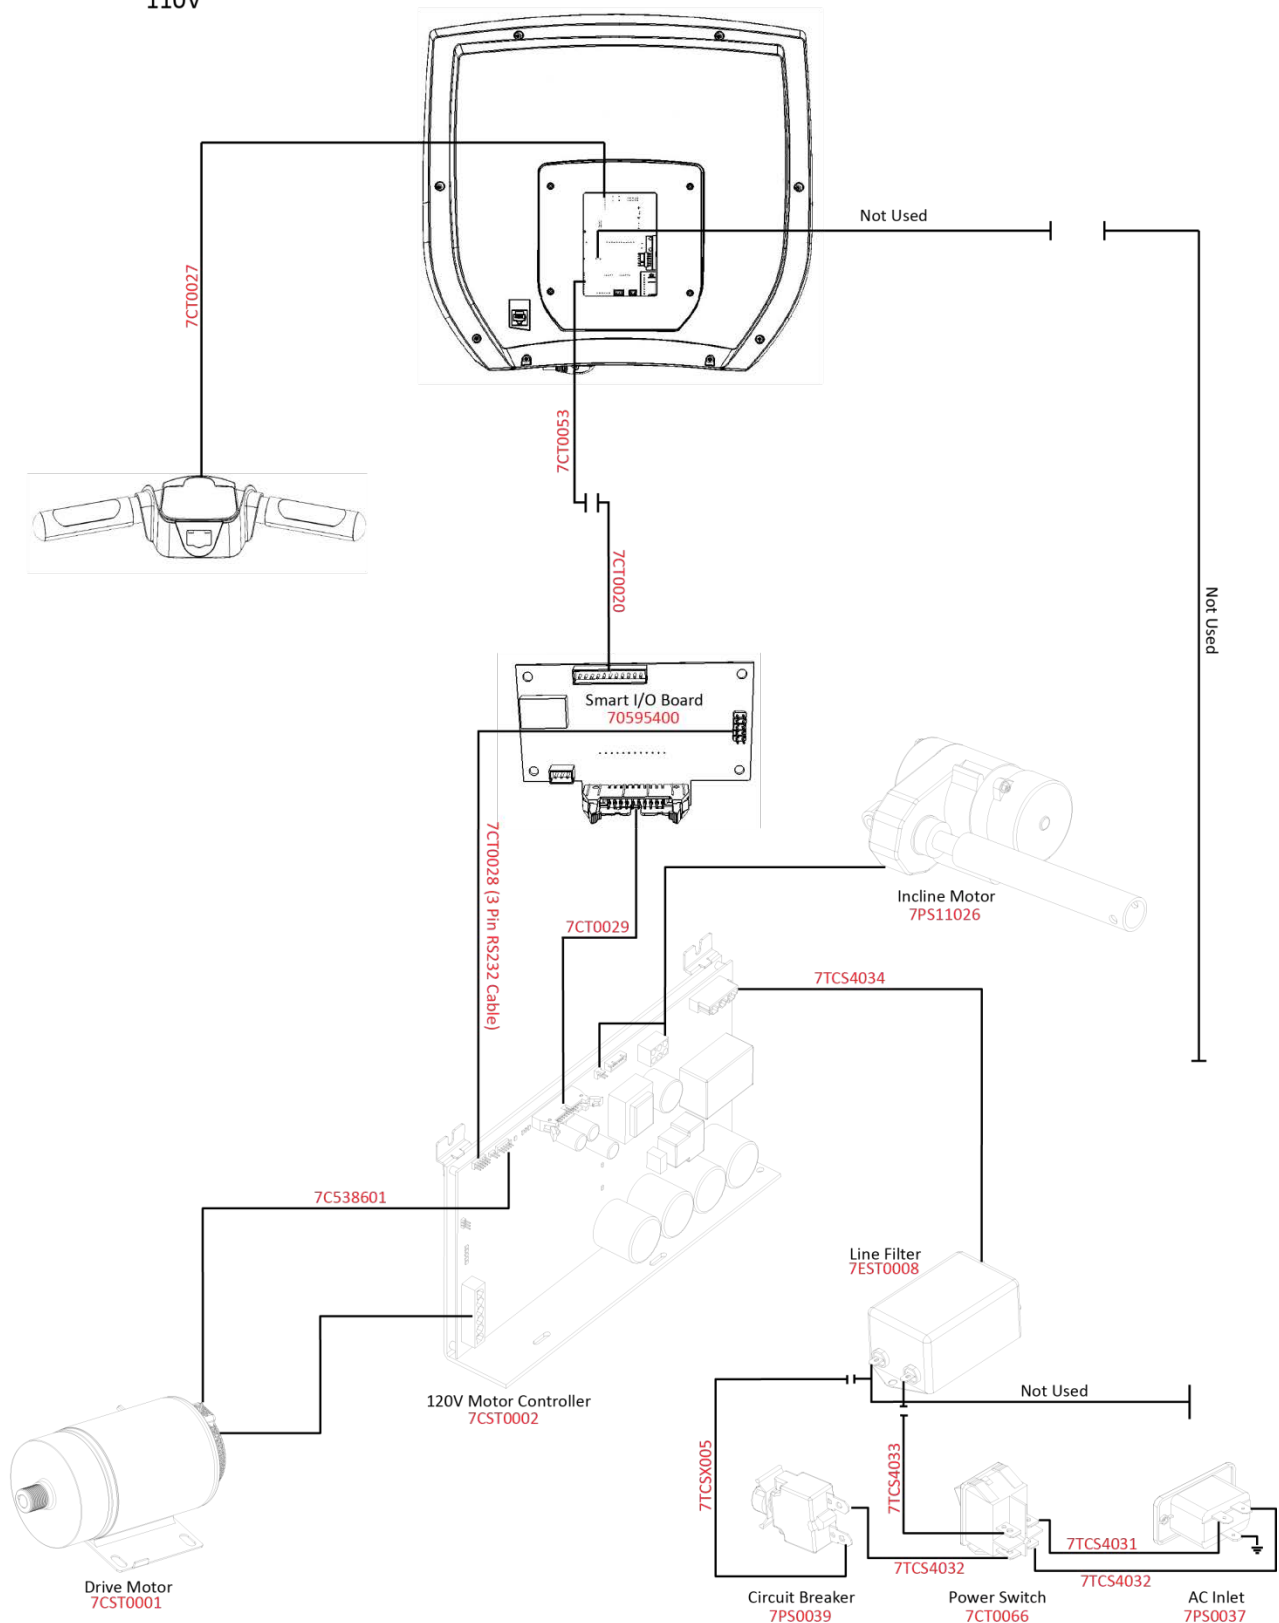 110V
Not Used
7CT0027
7CT0053
7CT0020
Not Used
Smart I/O Board
70595400
7CT0028 (3 Pin RS232 Cable)
Incline Motor
7PS11026
7CT0029
7TCS4034
7C538601
Line Filter
7EST0008
120V Motor Controller
7CST0002
Not Used
7TCSX005
7TCS4033
7TCS4031
7TCS4032
7TCS4032
Drive Motor
7CST0001
Circuit Breaker
7PS0039
Power Switch
7CT0066
AC Inlet
7PS0037